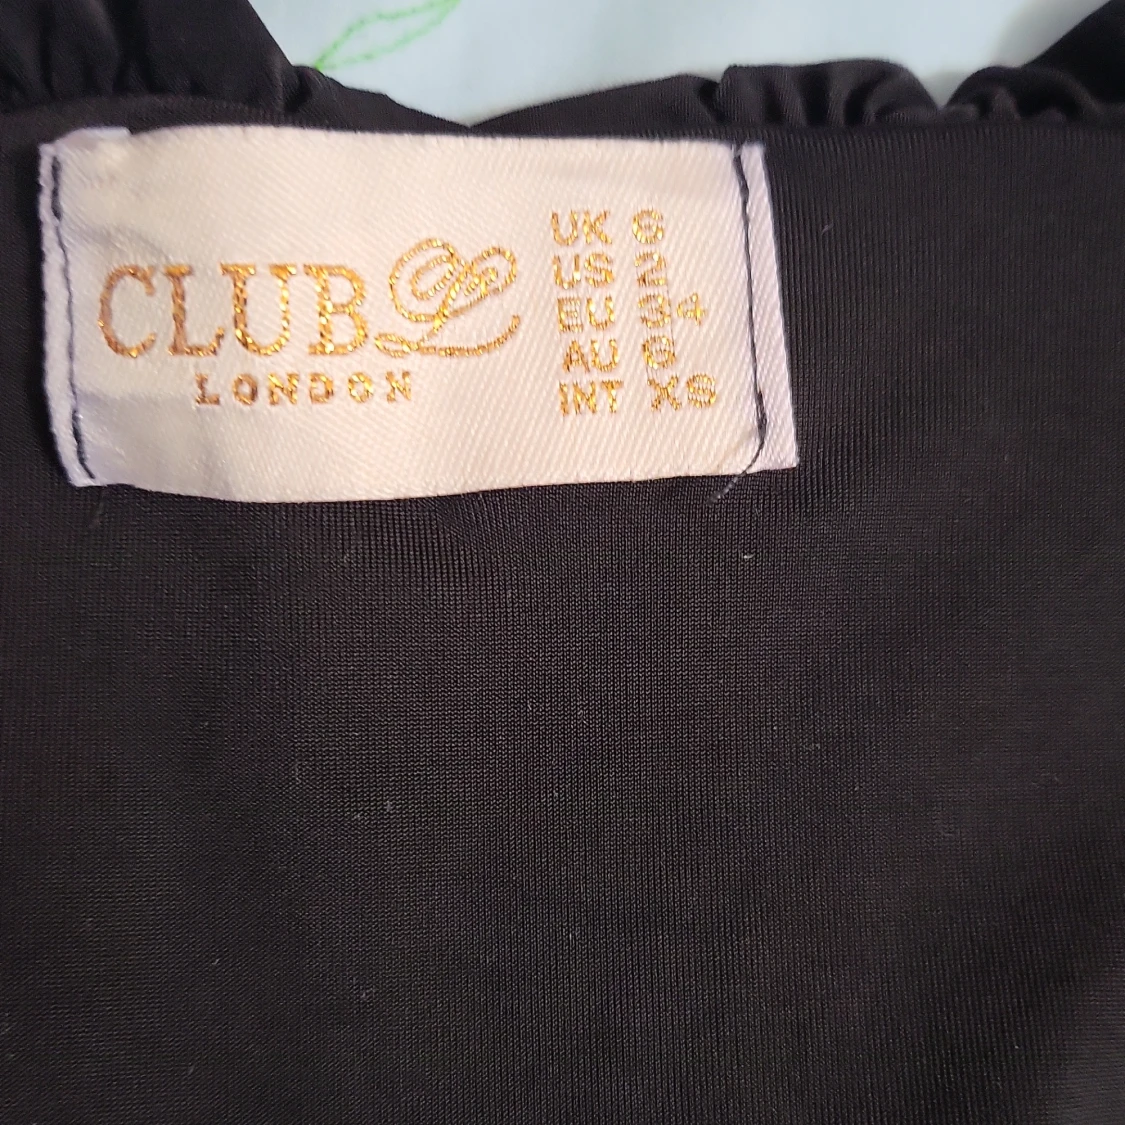 CLUB L
LONDON
UK 6
US 2
EU 34
AU 6
INT XS